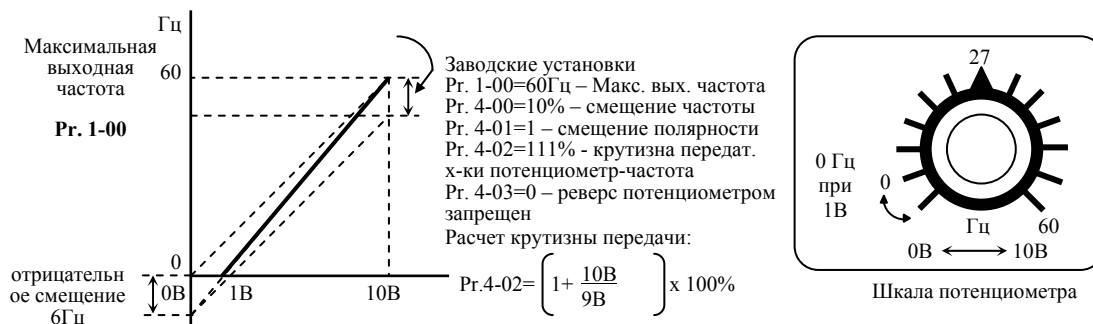 Гц
Максимальная
выходная
частота
60
Pr. 1-00
0
отрицательн
ое смещение
6Гц
0В 1В 10В
Заводские установки
Pr. 1-00=60Гц – Макс. вых. частота
Pr. 4-00=10% – смещение частоты
Pr. 4-01=1 – смещение полярности
Pr. 4-02=111% - крутизна передат.
х-ки потенциометр-частота
Pr. 4-03=0 – реверс потенциометром
запрещен
Расчет крутизны передачи:
Pr.4-02= ( 1+ 10В / 9В ) х 100%
27
0 Гц
при
1В
0
60
Гц
0В 10В
Шкала потенциометра